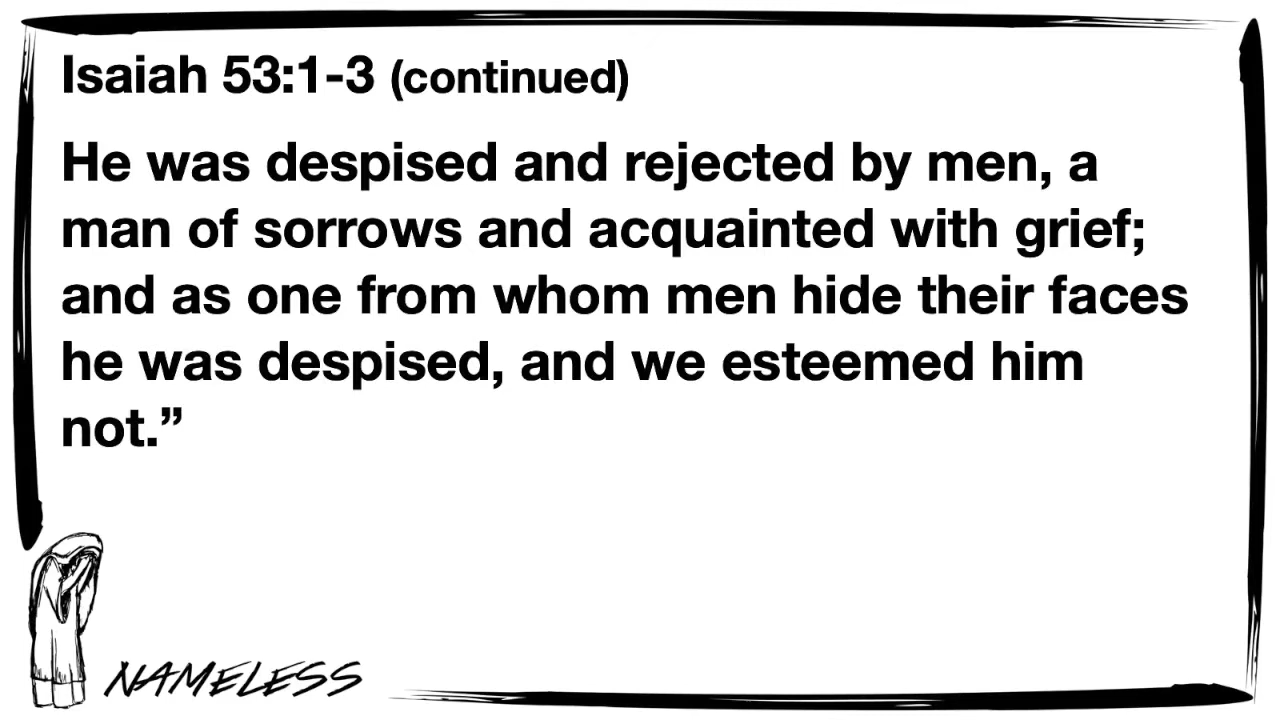 Isaiah 53:1-3 (continued)
He was despised and rejected by men, a
man of sorrows and acquainted with grief;
and as one from whom men hide their faces
he was despised, and we esteemed him
not.”
NAMELESS